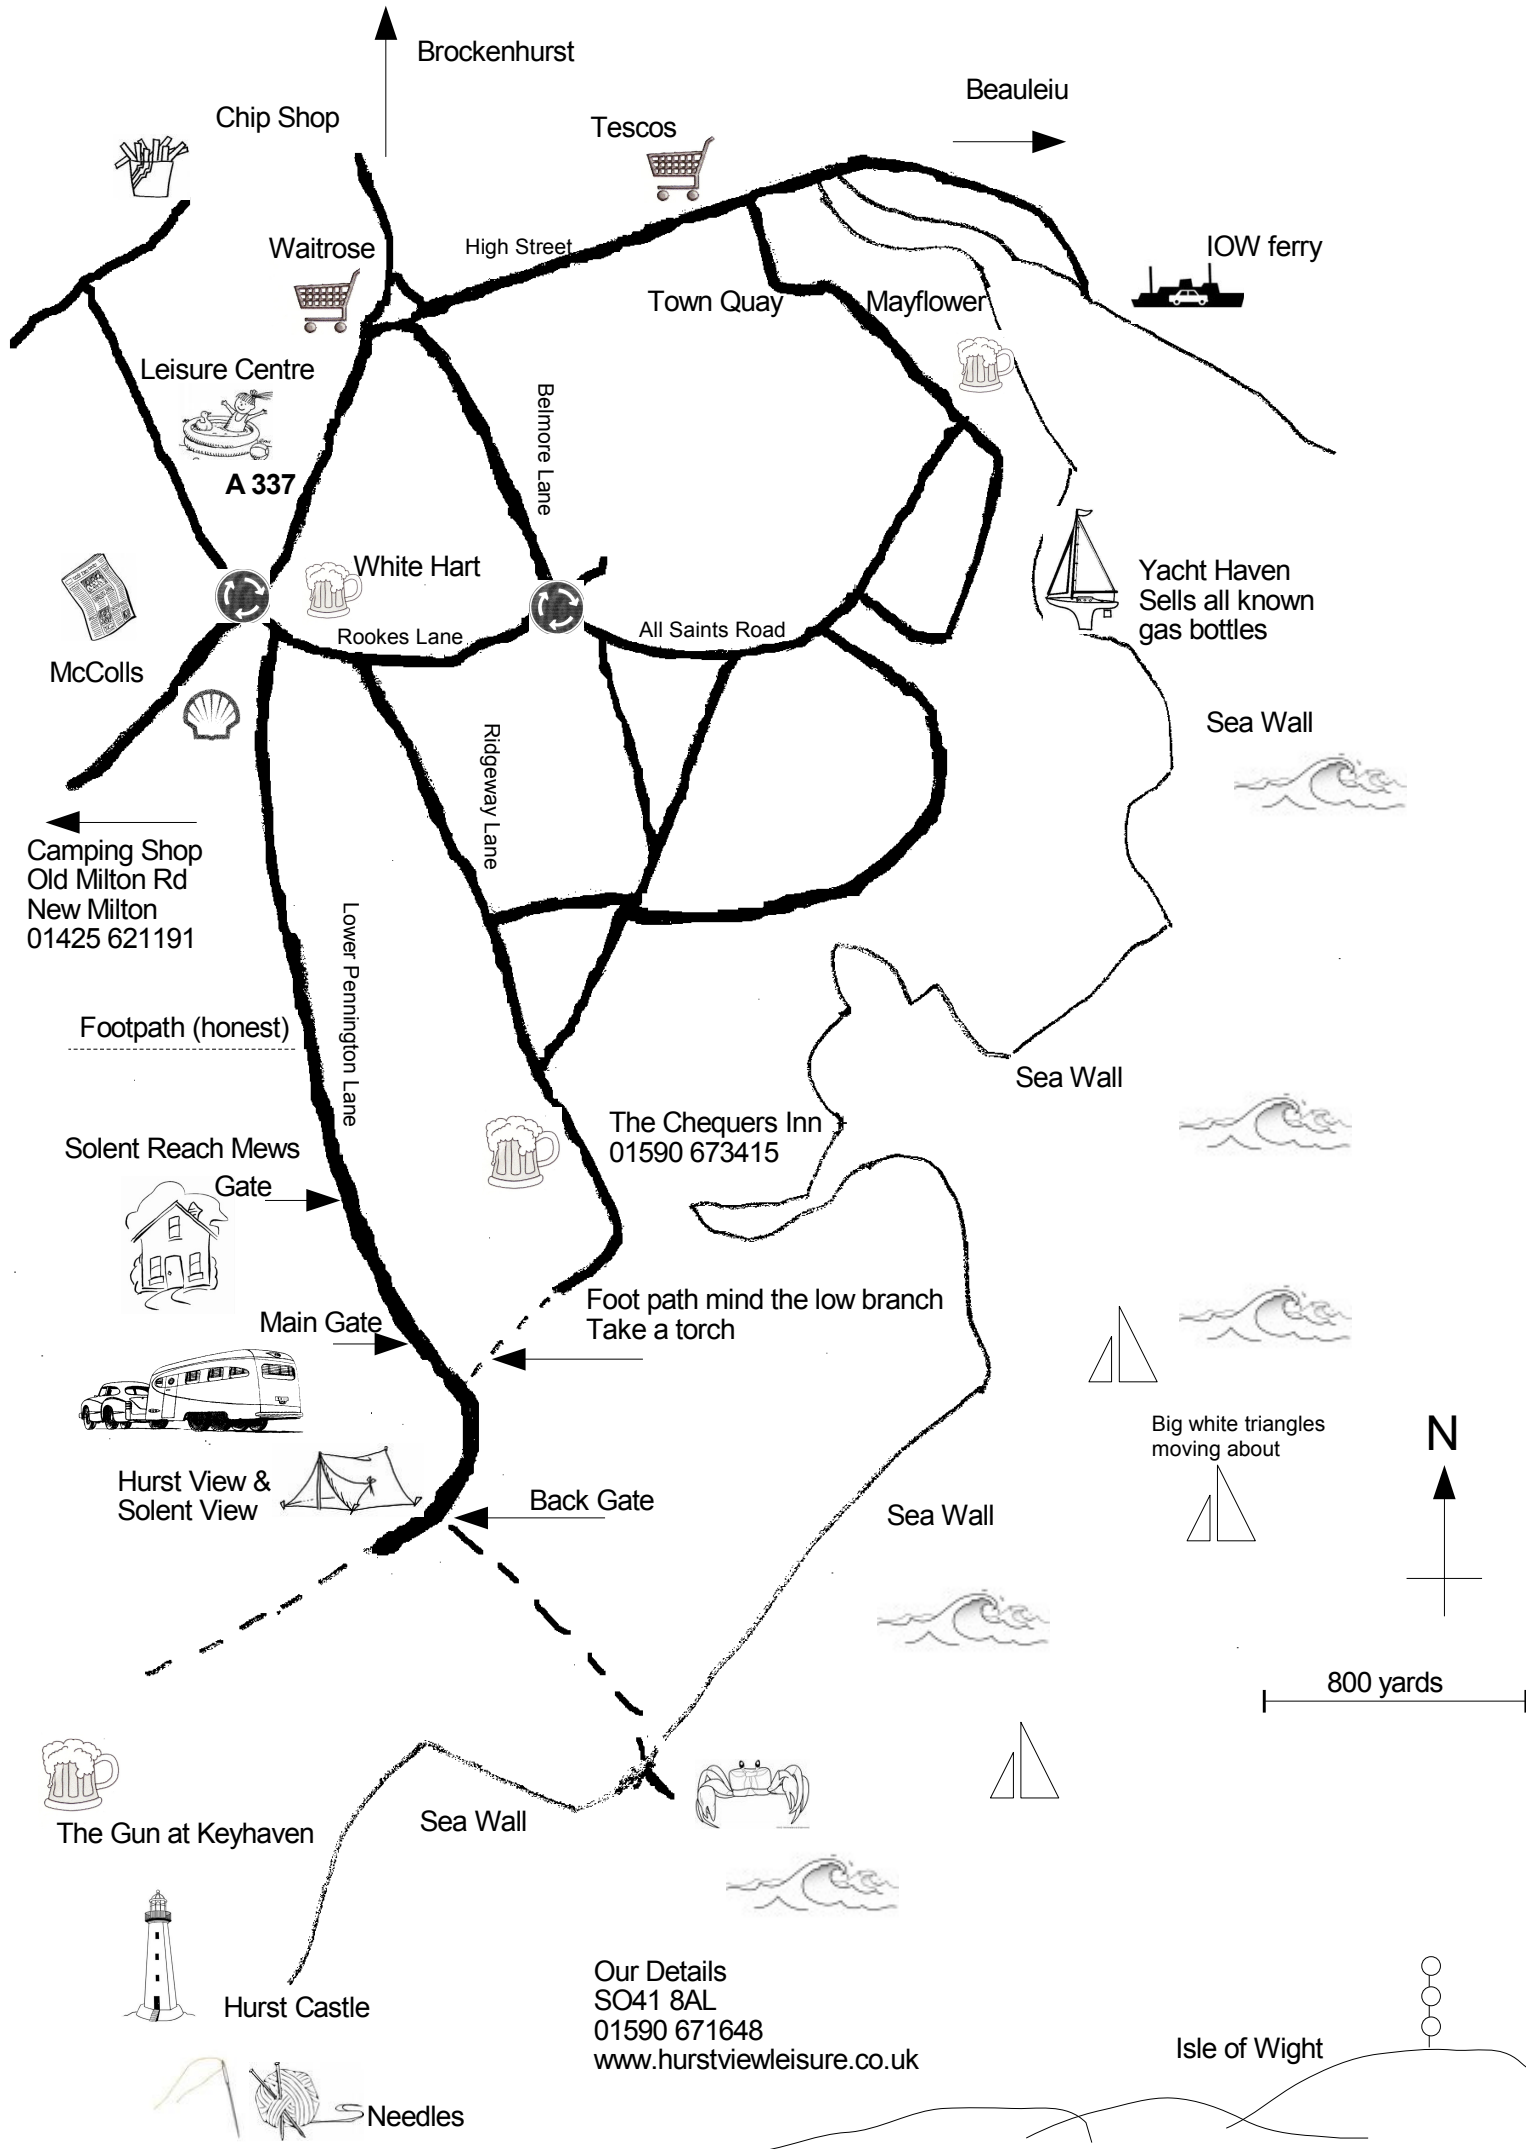 Brockenhurst
Beauleiu
Chip Shop
Tescos
Waitrose
High Street
IOW ferry
Town Quay
Mayflower
Leisure Centre
Belmore Lane
A 337
White Hart
Yacht Haven
Sells all known
gas bottles
Rookes Lane
All Saints Road
McColls
Sea Wall
Ridgeway Lane
Camping Shop
Old Milton Rd
New Milton
01425 621191
Lower Pennington Lane
Footpath (honest)
Sea Wall
The Chequers Inn
01590 673415
Solent Reach Mews
Gate
Foot path mind the low branch
Take a torch
Main Gate
Big white triangles
moving about
N
Hurst View &
Solent View
Back Gate
Sea Wall
800 yards
The Gun at Keyhaven
Sea Wall
Our Details
SO41 8AL
01590 671648
www.hurstviewleisure.co.uk
Hurst Castle
Isle of Wight
Needles